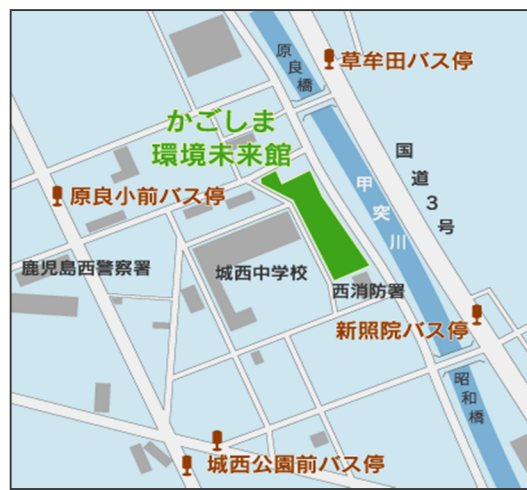 原良橋
草牟田バス停
かごしま
環境未来館
国道3号
甲突川
原良小前バス停
鹿児島西警察署
城西中学校
西消防署
新照院バス停
昭和橋
城西公園前バス停